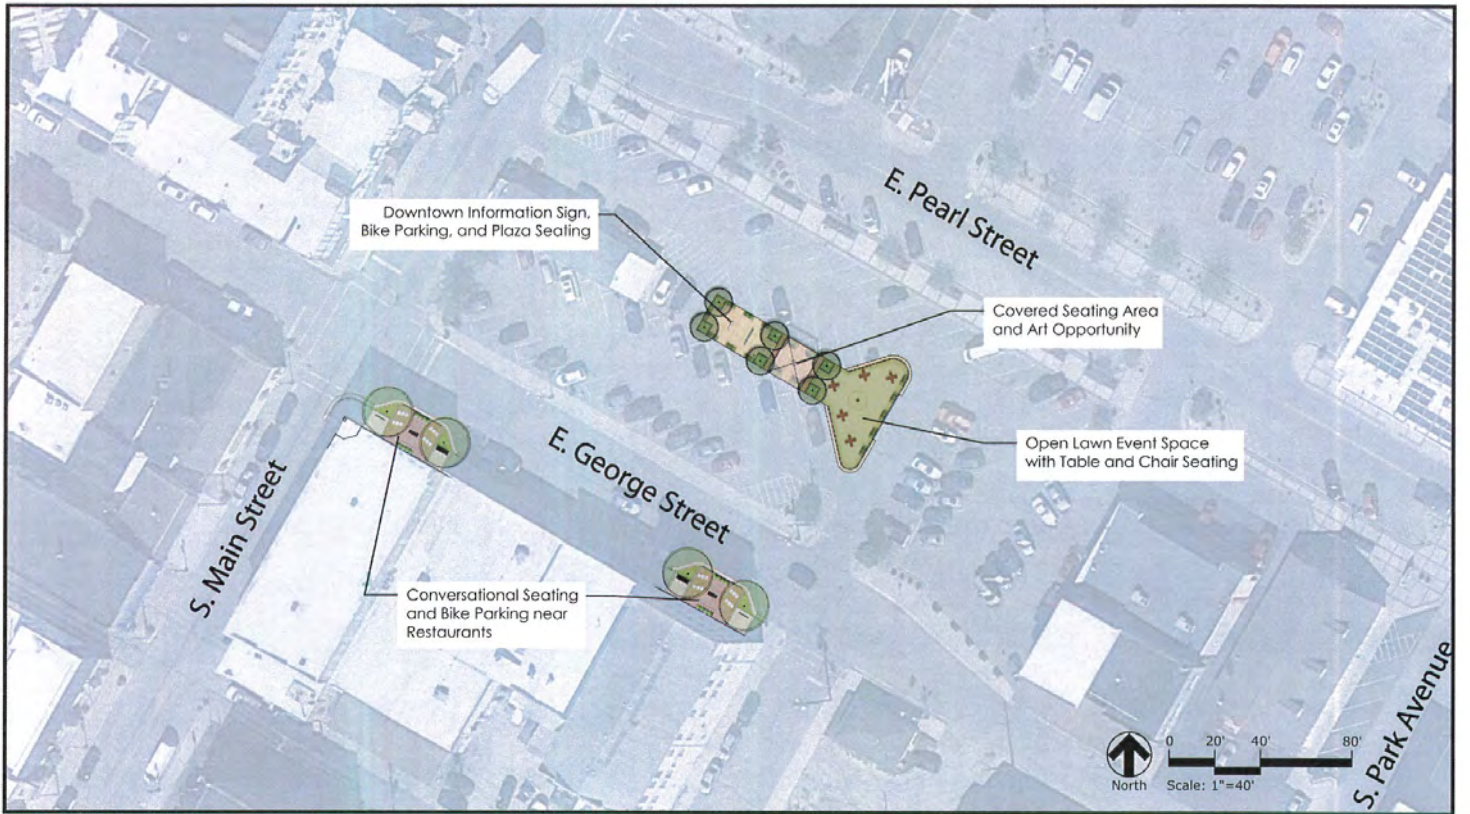 E. Pearl Street
Downtown Information Sign,
Bike Parking, and Plaza Seating
Covered Seating Area
and Art Opportunity
Open Lawn Event Space
with Table and Chair Seating
E. George Street
S. Main Street
Conversational Seating
and Bike Parking near
Restaurants
S. Park Avenue
0 20' 40' 80'
North Scale: 1"=40'